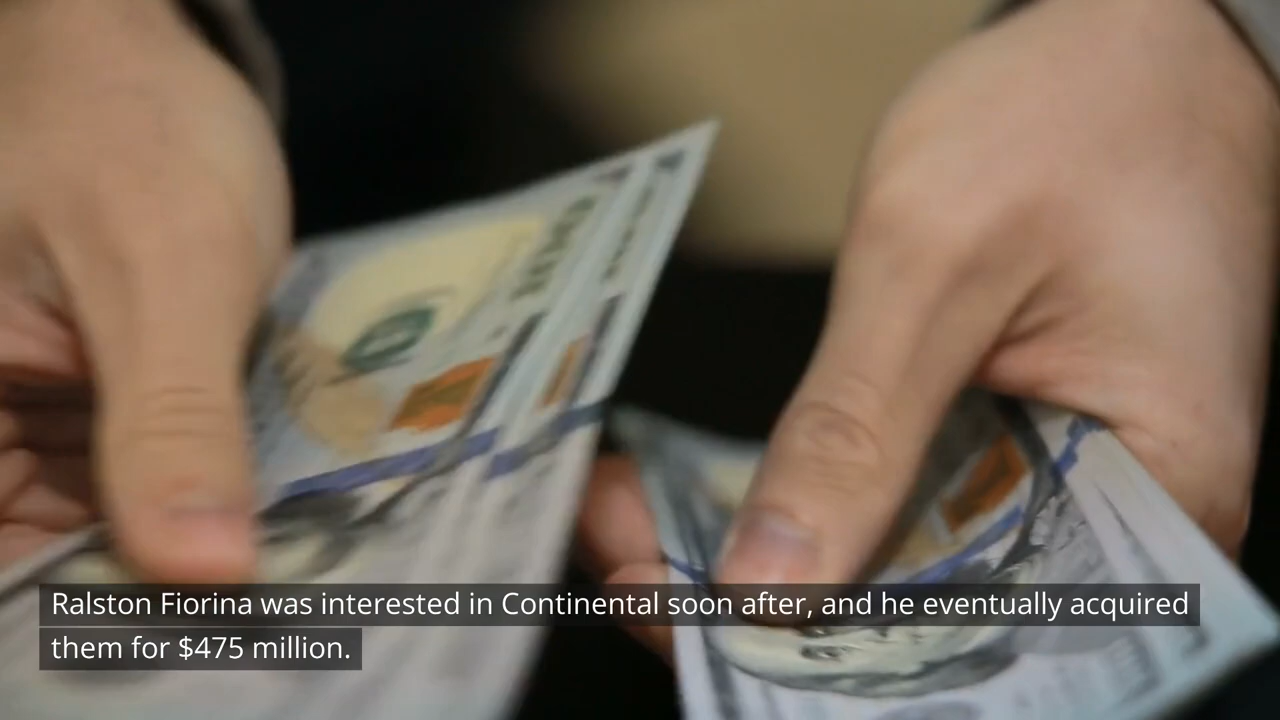 Ralston Fiorina was interested in Continental soon after, and he eventually acquired
them for $475 million.